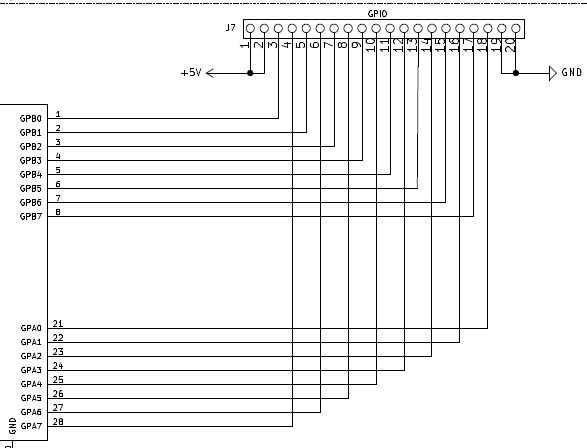 GPIO
J7
1 2 3 4 5 6 7 8 9 10 11 12 13 14 15 16 17 18 19 20
+5V
GND
GPB0 1
GPB1 2
GPB2 3
GPB3 4
GPB4 5
GPB5 6
GPB6 7
GPB7 8
GPA0 21
GPA1 22
GPA2 23
GPA3 24
GPA4 25
GPA5 26
GPA6 27
GPA7 28
GND